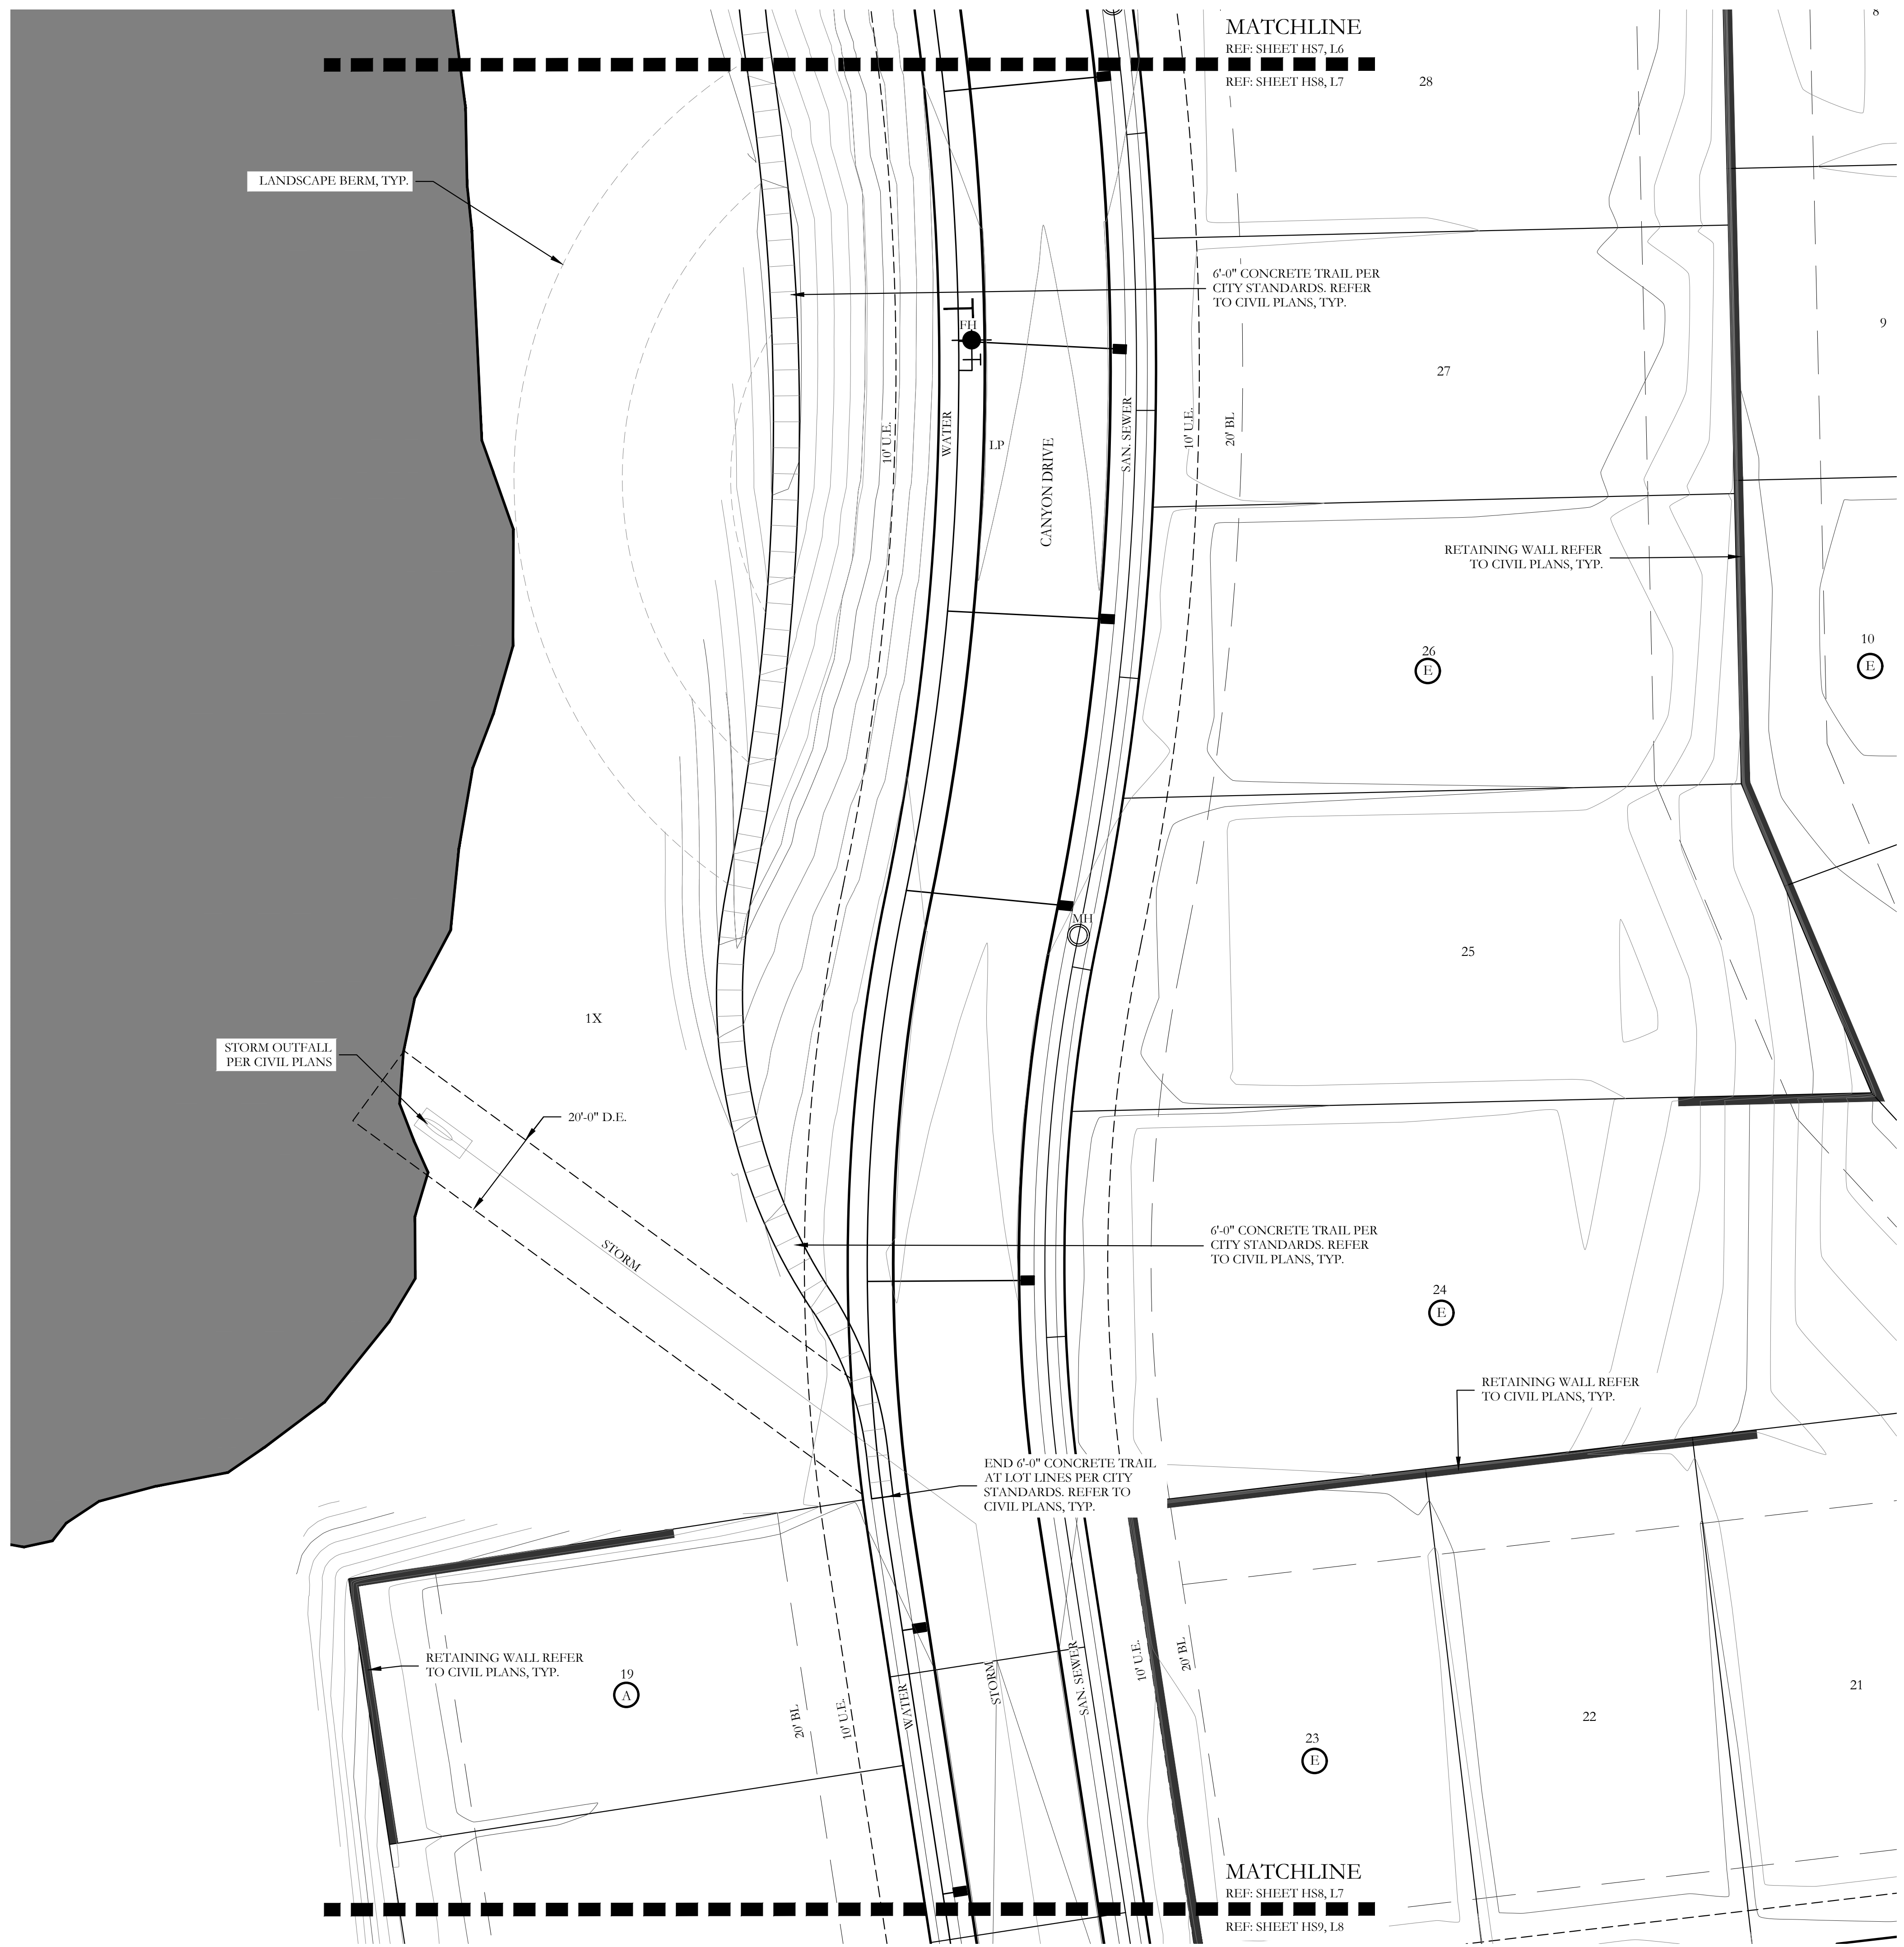 MATCHLINE
REF: SHEET HS7, L6
REF: SHEET HS8, L7
8
28
LANDSCAPE BERM, TYP.
6'-0" CONCRETE TRAIL PER
CITY STANDARDS. REFER
TO CIVIL PLANS, TYP.
FH
9
27
10' U.E.
WATER
LP
CANYON DRIVE
SAN. SEWER
10' U.E.
20' BL
RETAINING WALL REFER
TO CIVIL PLANS, TYP.
26
E
10
E
MH
25
1X
STORM OUTFALL
PER CIVIL PLANS
20'-0" D.E.
STORM
6'-0" CONCRETE TRAIL PER
CITY STANDARDS. REFER
TO CIVIL PLANS, TYP.
24
E
RETAINING WALL REFER
TO CIVIL PLANS, TYP.
END 6'-0" CONCRETE TRAIL
AT LOT LINES PER CITY
STANDARDS. REFER TO
CIVIL PLANS, TYP.
RETAINING WALL REFER
TO CIVIL PLANS, TYP.
19
A
20' BL
10' U.E.
WATER
STORM
SAN. SEWER
10' U.E.
20' BL
23
E
22
21
MATCHLINE
REF: SHEET HS8, L7
REF: SHEET HS9, L8